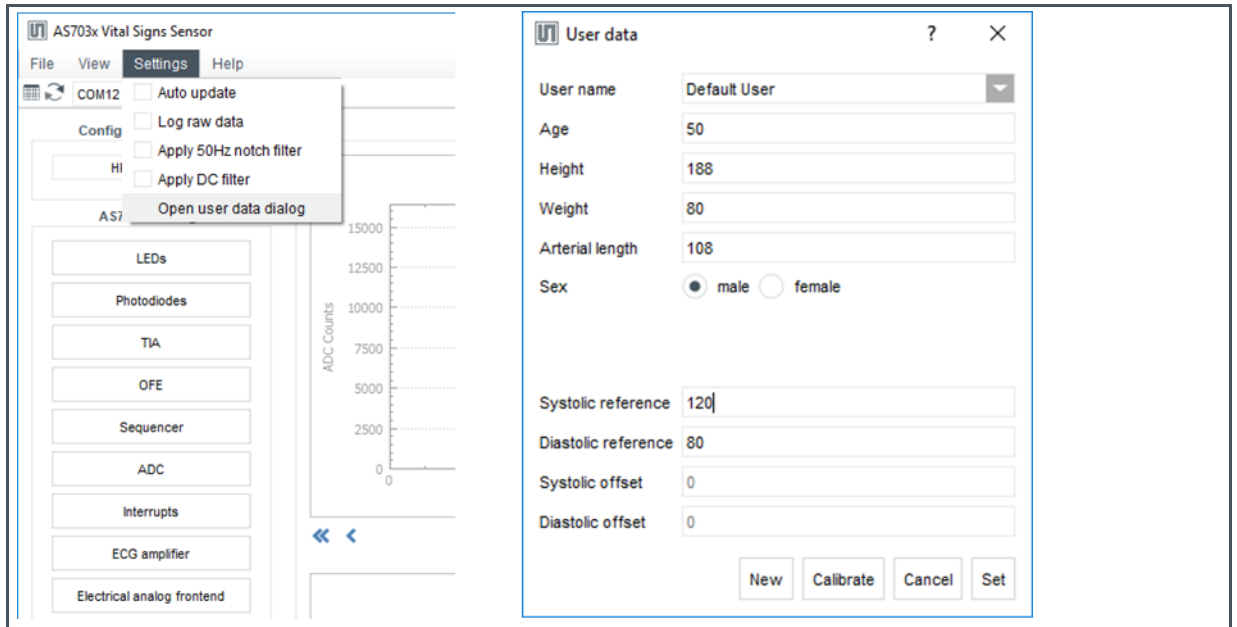 AS703x Vital Signs Sensor
File View Settings Help
COM12
Auto update
Log raw data
Apply 50Hz notch filter
Apply DC filter
Open user data dialog
Config
HI
AS7
LEDs
Photodiodes
TIA
OFE
Sequencer
ADC
Interrupts
ECG amplifier
Electrical analog frontend
ADC Counts
15000
12500
10000
7500
5000
2500
0
0
User data ?
User name Default User
Age 50
Height 188
Weight 80
Arterial length 108
Sex male female
Systolic reference 120
Diastolic reference 80
Systolic offset 0
Diastolic offset 0
New Calibrate Cancel Set